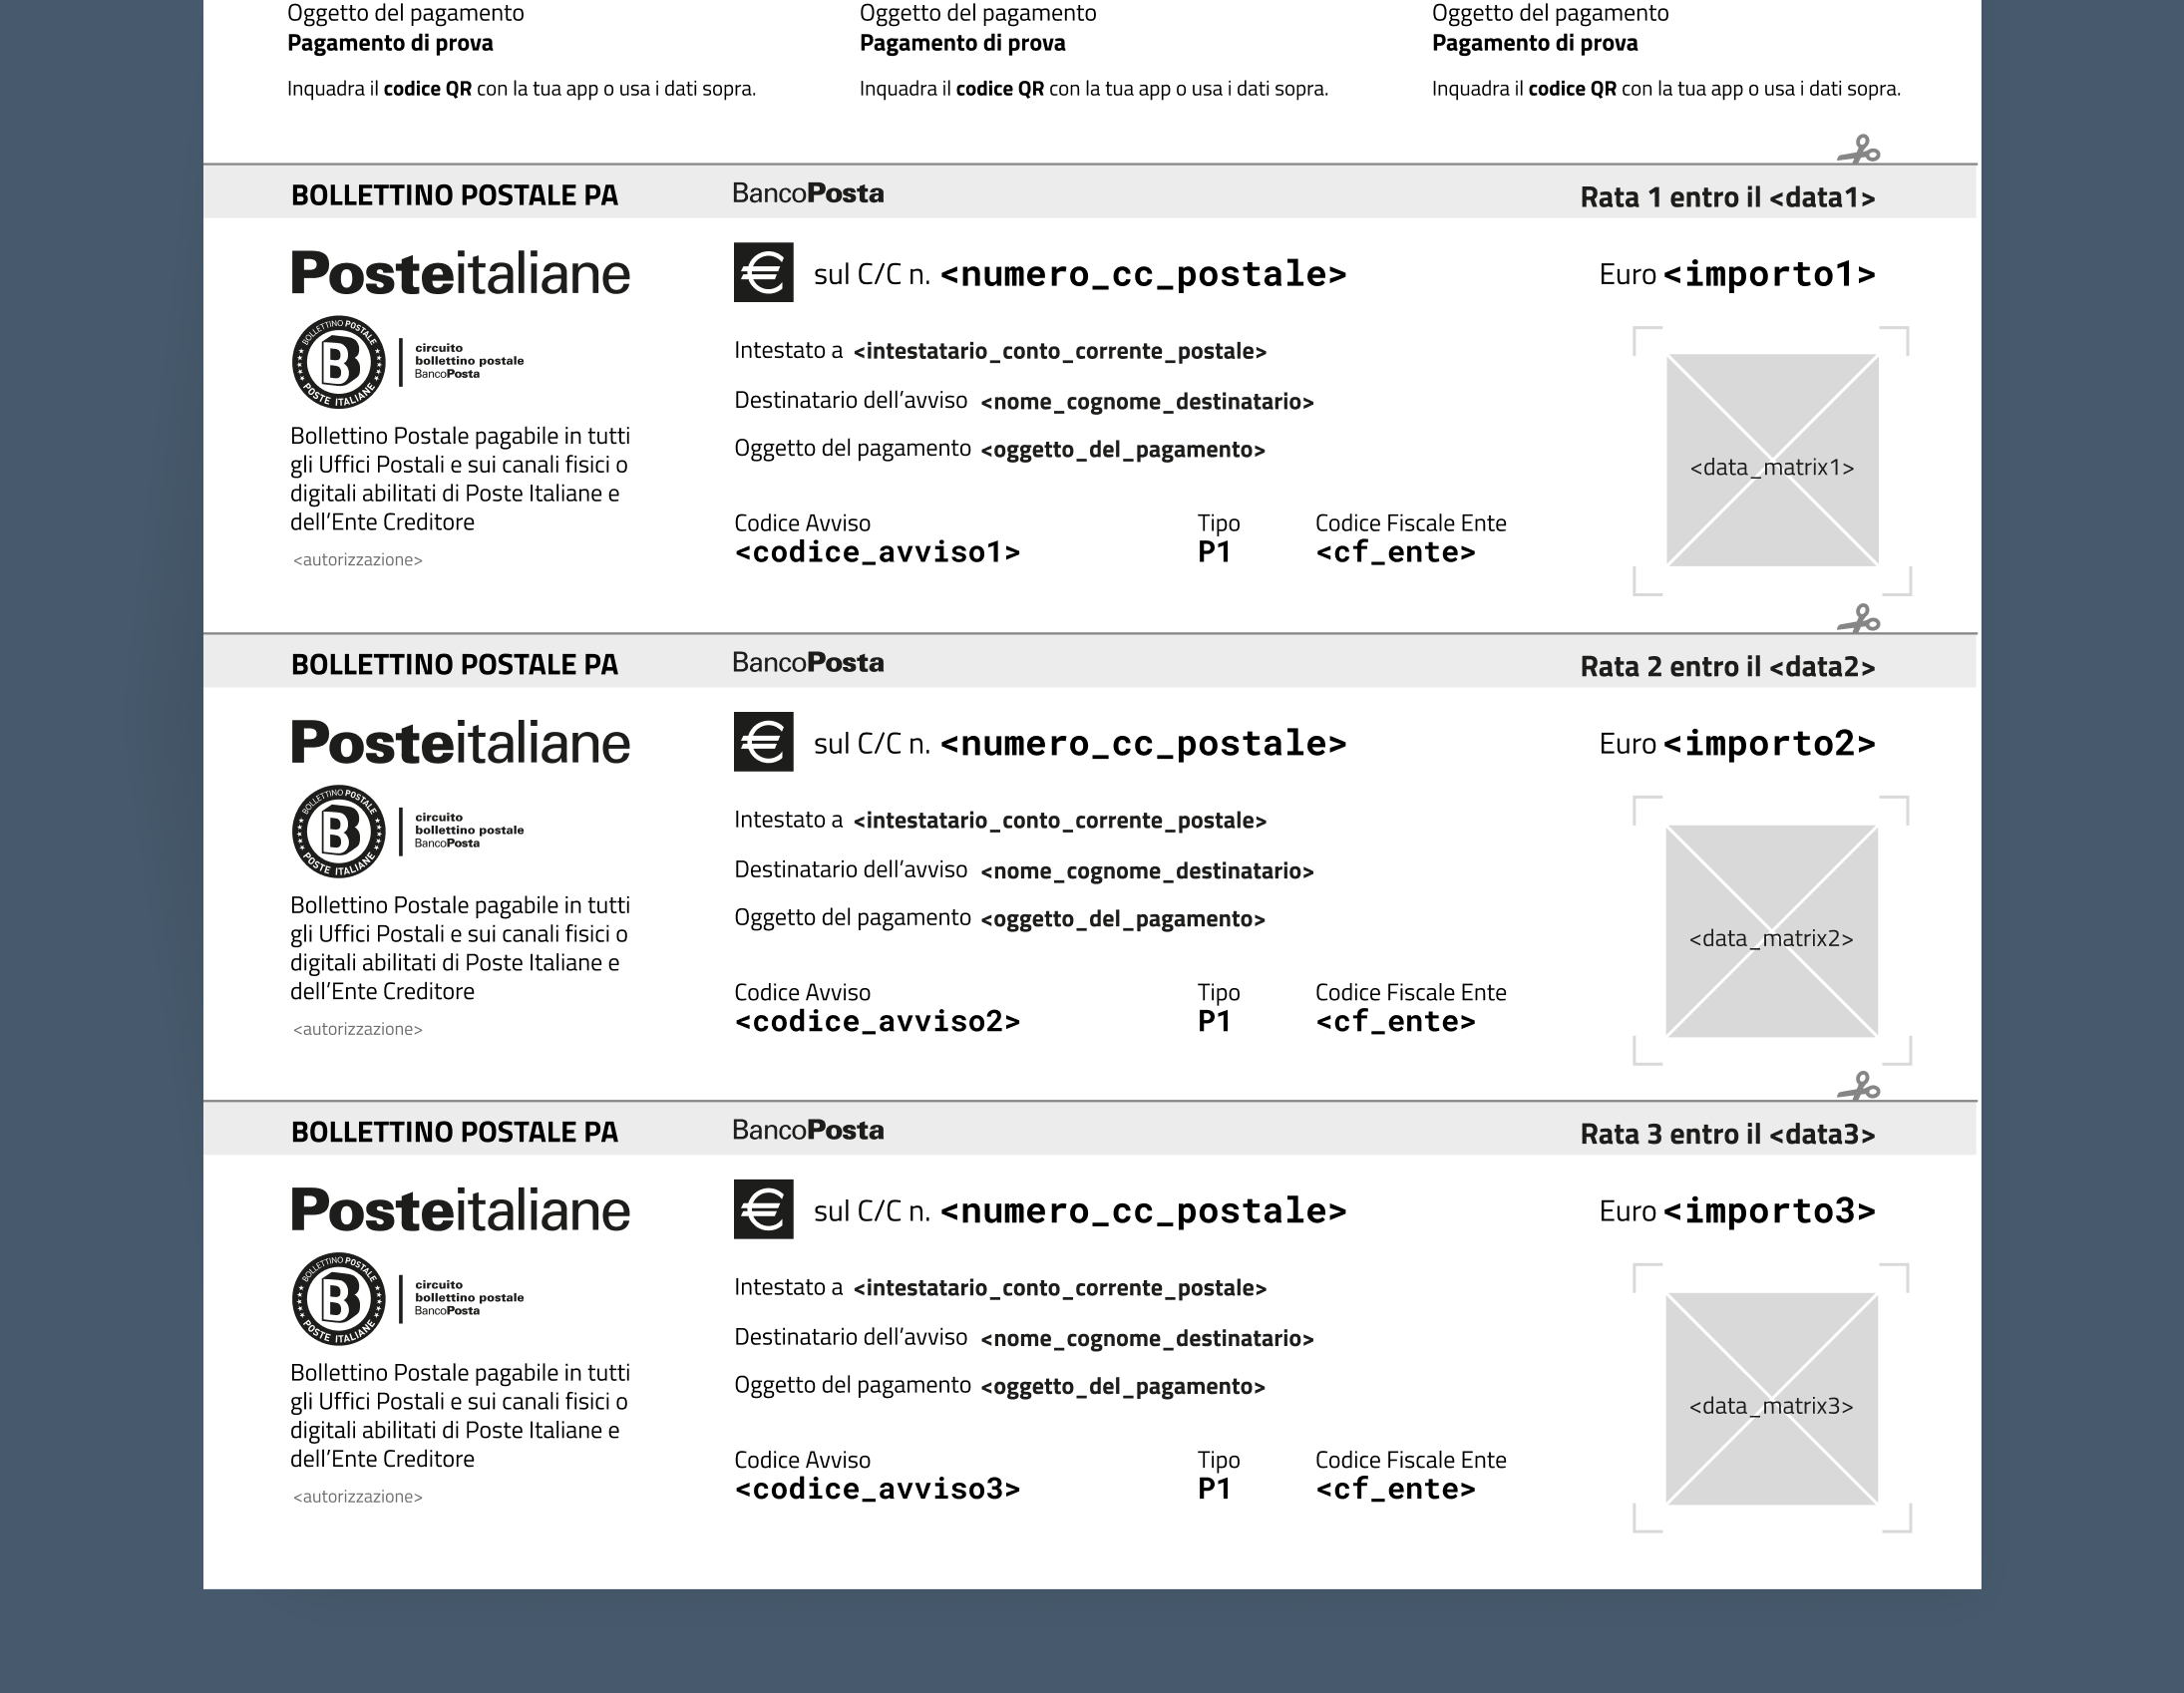 Oggetto del pagamento
Pagamento di prova
Inquadra il codice QR con la tua app o usa i dati sopra.
Oggetto del pagamento
Pagamento di prova
Inquadra il codice QR con la tua app o usa i dati sopra.
Oggetto del pagamento
Pagamento di prova
Inquadra il codice QR con la tua app o usa i dati sopra.
BOLLETTINO POSTALE PA
BancoPosta
Rata 1 entro il <data1>
Posteitaliane
BOLLETTINO POSTALE
B
POSTE ITALIANE
circuito
bollettino postale
BancoPosta
Bollettino Postale pagabile in tutti
gli Uffici Postali e sui canali fisici o
digitali abilitati di Poste Italiane e
dell'Ente Creditore
<autorizzazione>
€ sul C/C n. <numero_cc_postale>
Euro <importo1>
Intestato a <intestatario_conto_corrente_postale>
Destinatario dell'avviso <nome_cognome_destinatario>
Oggetto del pagamento <oggetto_del_pagamento>
Codice Avviso
<codice_avviso1>
Tipo
P1
Codice Fiscale Ente
<cf_ente>
<data_matrix1>
BOLLETTINO POSTALE PA
BancoPosta
Rata 2 entro il <data2>
Posteitaliane
BOLLETTINO POSTALE
B
POSTE ITALIANE
circuito
bollettino postale
BancoPosta
Bollettino Postale pagabile in tutti
gli Uffici Postali e sui canali fisici o
digitali abilitati di Poste Italiane e
dell'Ente Creditore
<autorizzazione>
€ sul C/C n. <numero_cc_postale>
Euro <importo2>
Intestato a <intestatario_conto_corrente_postale>
Destinatario dell'avviso <nome_cognome_destinatario>
Oggetto del pagamento <oggetto_del_pagamento>
Codice Avviso
<codice_avviso2>
Tipo
P1
Codice Fiscale Ente
<cf_ente>
<data_matrix2>
BOLLETTINO POSTALE PA
BancoPosta
Rata 3 entro il <data3>
Posteitaliane
BOLLETTINO POSTALE
B
POSTE ITALIANE
circuito
bollettino postale
BancoPosta
Bollettino Postale pagabile in tutti
gli Uffici Postali e sui canali fisici o
digitali abilitati di Poste Italiane e
dell'Ente Creditore
<autorizzazione>
€ sul C/C n. <numero_cc_postale>
Euro <importo3>
Intestato a <intestatario_conto_corrente_postale>
Destinatario dell'avviso <nome_cognome_destinatario>
Oggetto del pagamento <oggetto_del_pagamento>
Codice Avviso
<codice_avviso3>
Tipo
P1
Codice Fiscale Ente
<cf_ente>
<data_matrix3>